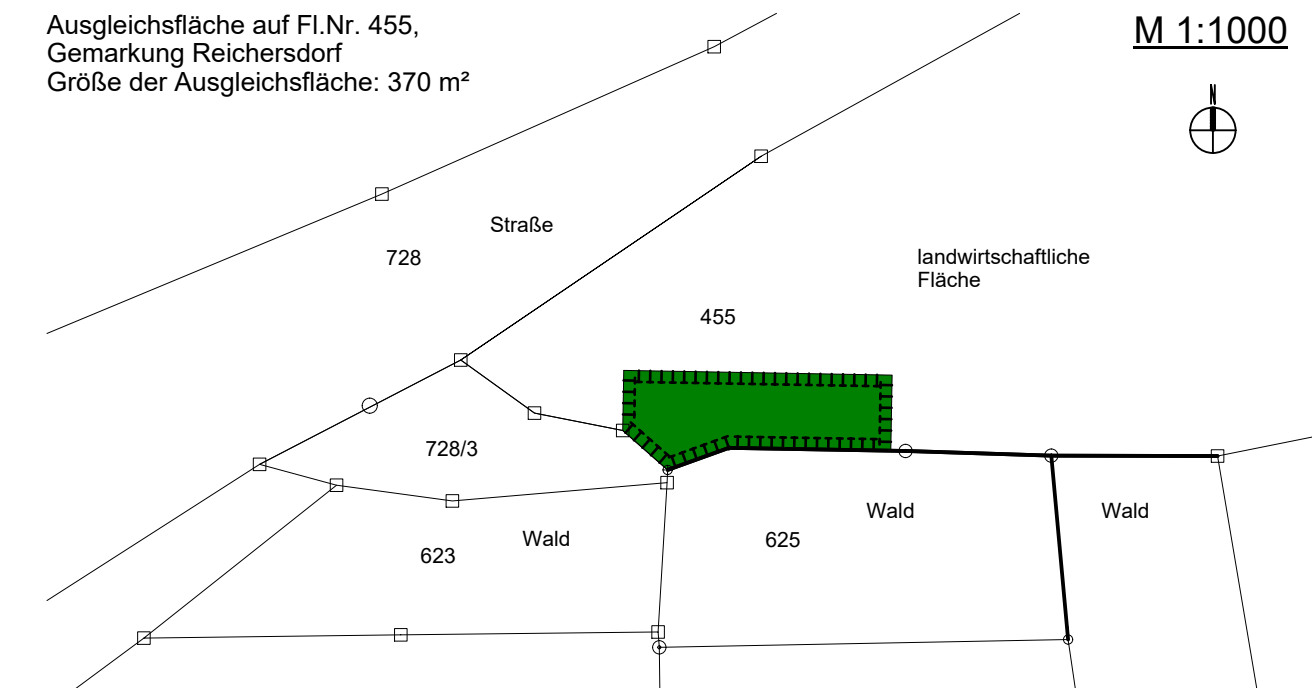 Ausgleichsfläche auf Fl.Nr. 455,
Gemarkung Reichersdorf
Größe der Ausgleichsfläche: 370 m²
M 1:1000
N
Straße
728
landwirtschaftliche
Fläche
455
728/3
Wald
623
Wald
625
Wald